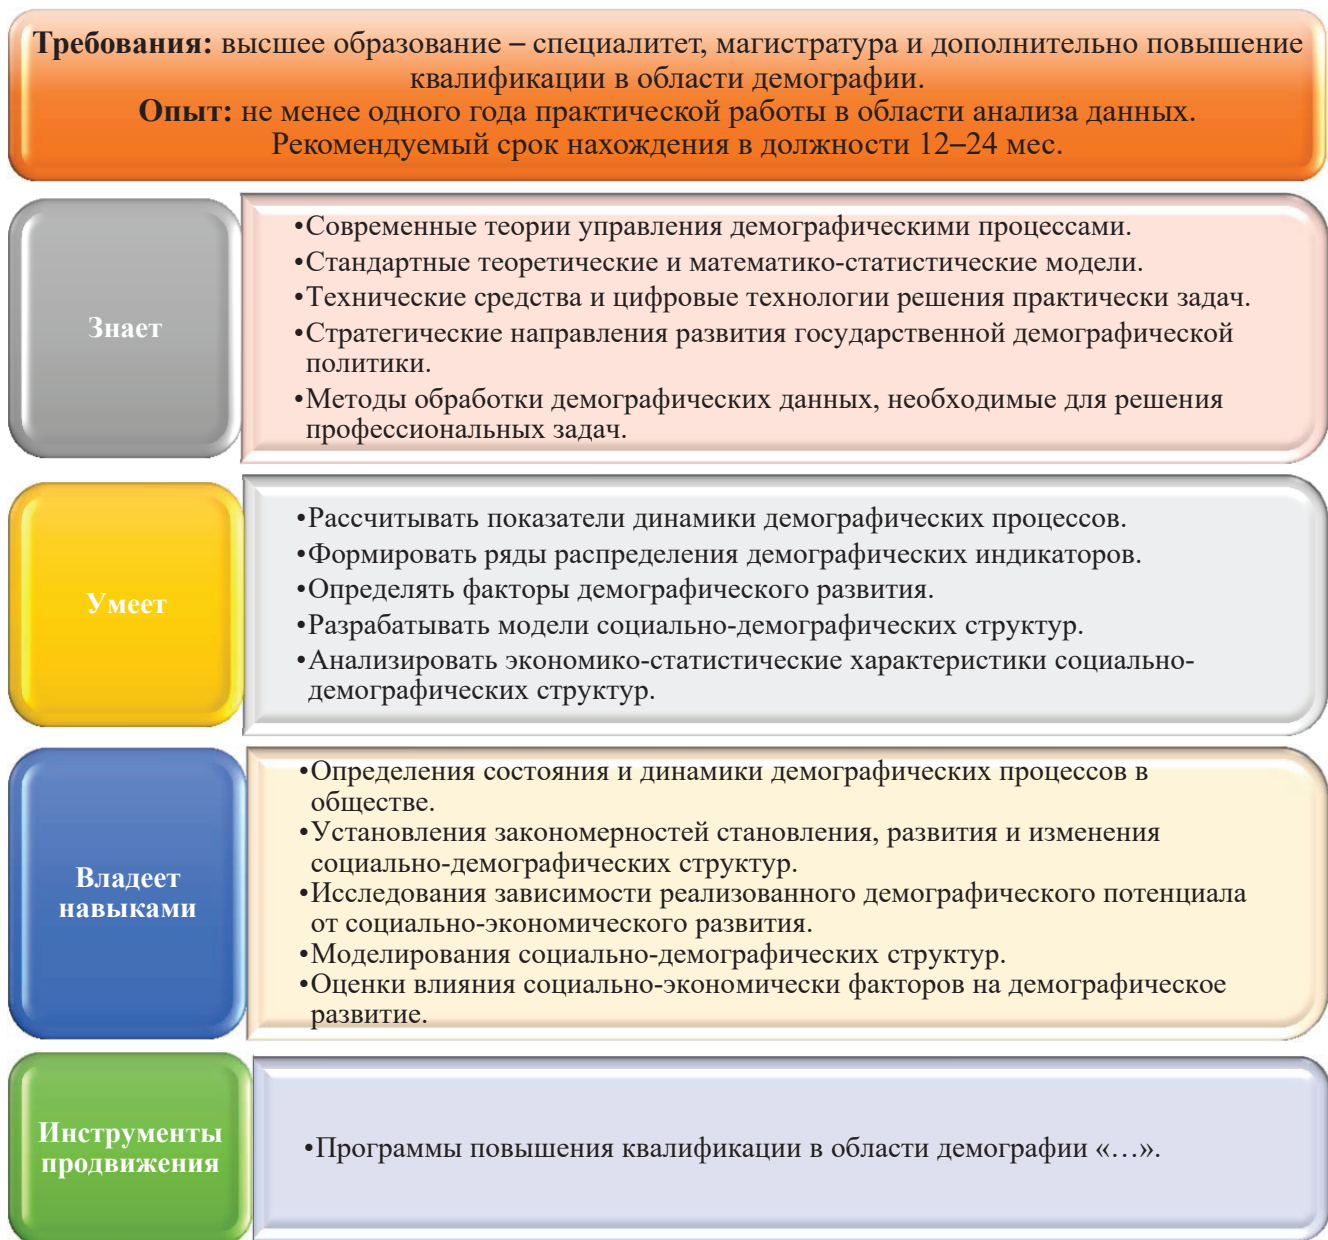 Требования: высшее образование – специалитет, магистратура и дополнительно повышение
квалификации в области демографии.
Опыт: не менее одного года практической работы в области анализа данных.
Рекомендуемый срок нахождения в должности 12–24 мес.
Знает
•Современные теории управления демографическими процессами.
•Стандартные теоретические и математико-статистические модели.
•Технические средства и цифровые технологии решения практически задач.
•Стратегические направления развития государственной демографической
политики.
•Методы обработки демографических данных, необходимые для решения
профессиональных задач.
Умеет
•Рассчитывать показатели динамики демографических процессов.
•Формировать ряды распределения демографических индикаторов.
•Определять факторы демографического развития.
•Разрабатывать модели социально-демографических структур.
•Анализировать экономико-статистические характеристики социально-
демографических структур.
Владеет
навыками
•Определения состояния и динамики демографических процессов в
обществе.
•Установления закономерностей становления, развития и изменения
социально-демографических структур.
•Исследования зависимости реализованного демографического потенциала
от социально-экономического развития.
•Моделирования социально-демографических структур.
•Оценки влияния социально-экономически факторов на демографическое
развитие.
Инструменты
продвижения
•Программы повышения квалификации в области демографии «…».